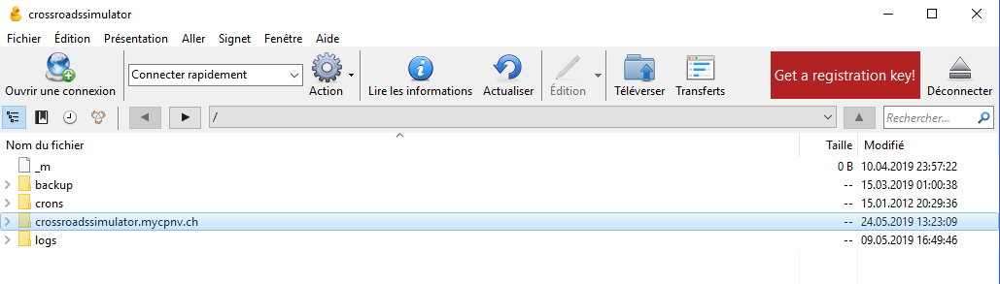 crossroadssimulator
Fichier Édition Présentation Aller Signet Fenêtre Aide
Ouvrir une connexion
Connecter rapidement
Action
Lire les informations
Actualiser
Édition
Téléverser
Transferts
Get a registration key!
Déconnecter
/
Rechercher...
Nom du fichier Taille Modifié
_m 0 B 10.04.2019 23:57:22
backup -- 15.03.2019 01:00:38
crons -- 15.01.2012 20:29:36
crossroadssimulator.mycpnv.ch -- 24.05.2019 13:23:09
logs -- 09.05.2019 16:49:46